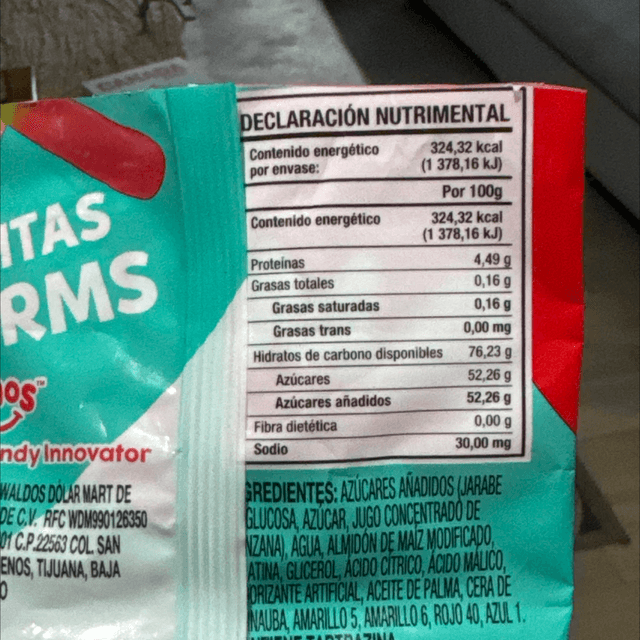 ITAS
RMS
os™
ndy Innovator
WALDOS DÓLAR MART DE
DE C.V. RFC WDM990126350
01 C.P.22563 COL. SAN
ENOS, TIJUANA, BAJA
O
DECLARACIÓN NUTRIMENTAL
Contenido energético por envase: 324,32 kcal (1 378,16 kJ)
Por 100g
Contenido energético 324,32 kcal (1 378,16 kJ)
Proteínas 4,49 g
Grasas totales 0,16 g
Grasas saturadas 0,16 g
Grasas trans 0,00 mg
Hidratos de carbono disponibles 76,23 g
Azúcares 52,26 g
Azúcares añadidos 52,26 g
Fibra dietética 0,00 g
Sodio 30,00 mg
GREDIENTES: AZÚCARES AÑADIDOS (JARABE
GLUCOSA, AZÚCAR, JUGO CONCENTRADO DE
NZANA), AGUA, ALMIDÓN DE MAÍZ MODIFICADO,
ATINA, GLICEROL, ÁCIDO CÍTRICO, ÁCIDO MÁLICO,
ORIZANTE ARTIFICIAL, ACEITE DE PALMA, CERA DE
NAUBA, AMARILLO 5, AMARILLO 6, ROJO 40, AZUL 1.
TARTRAZINA